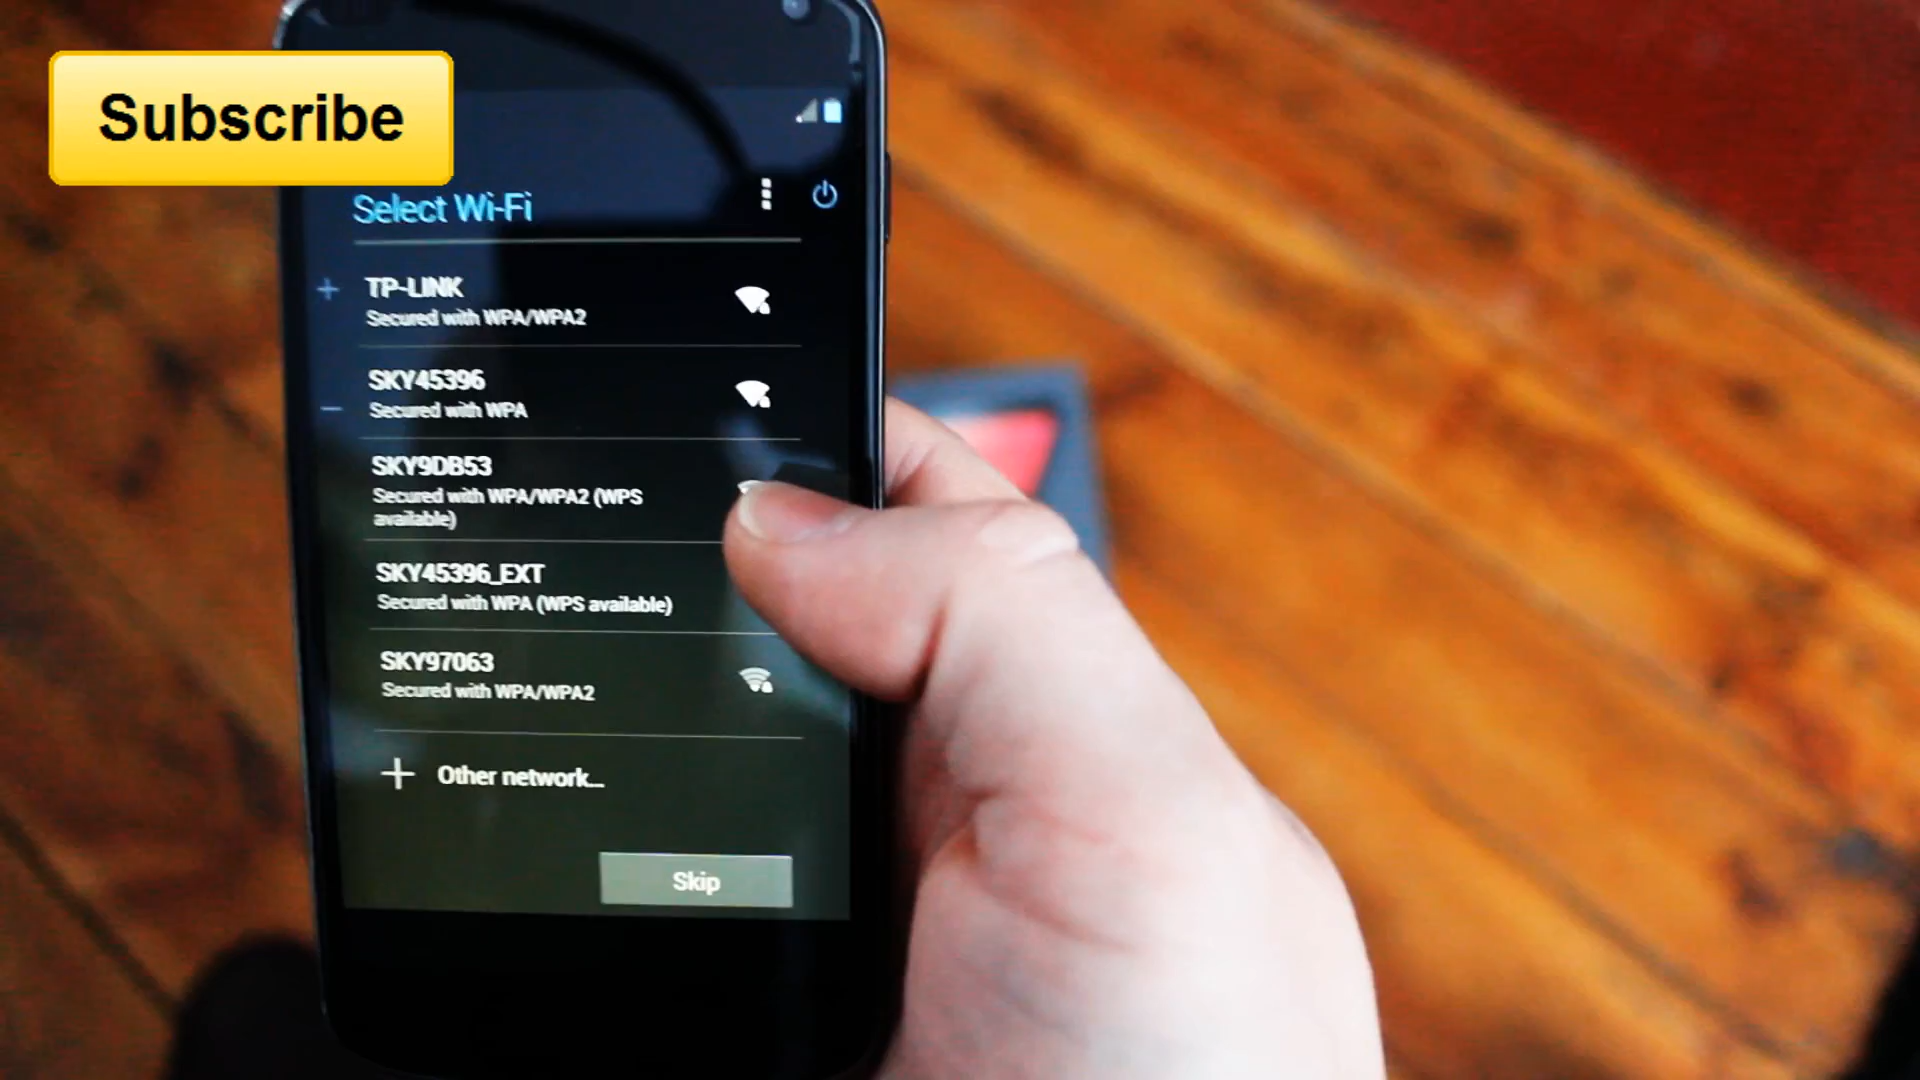 Subscribe
Select Wi-Fi
TP-LINK
Secured with WPA/WPA2
SKY45396
Secured with WPA
SKY9DB53
Secured with WPA/WPA2 (WPS
available)
SKY45396_EXT
Secured with WPA (WPS available)
SKY97063
Secured with WPA/WPA2
Other network...
Skip